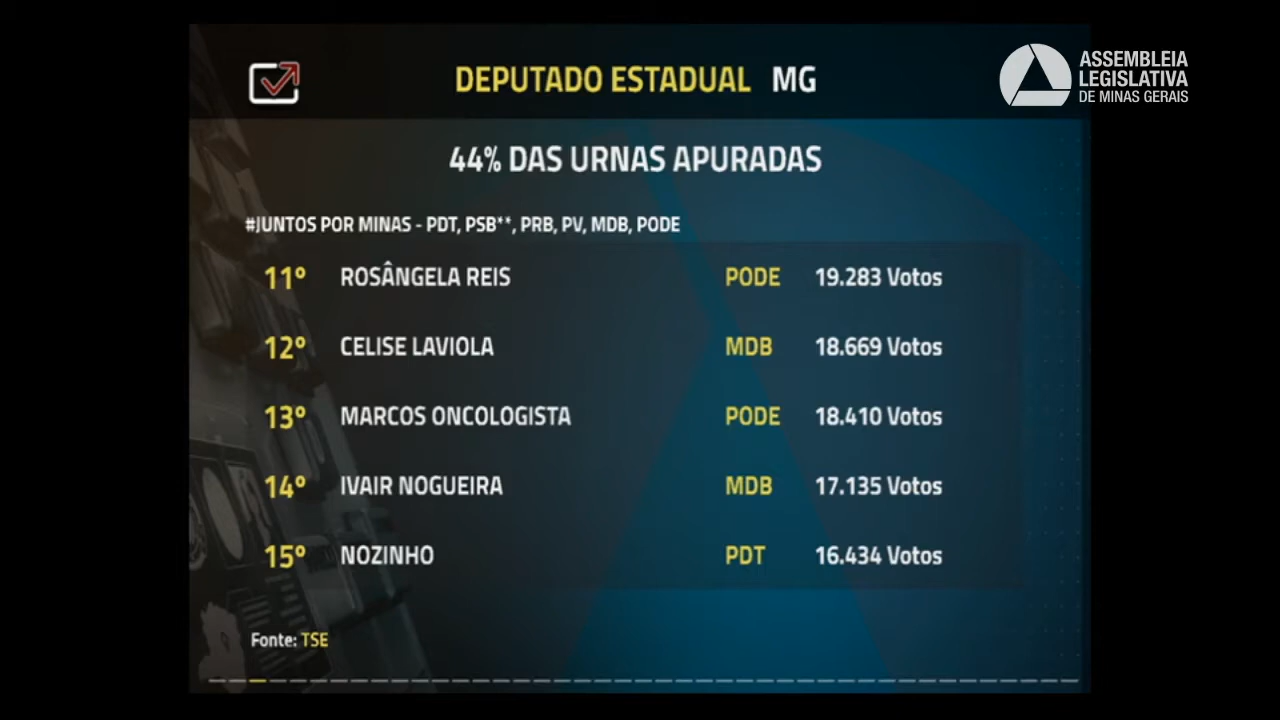 DEPUTADO ESTADUAL MG
ASSEMBLEIA
LEGISLATIVA
DE MINAS GERAIS
44% DAS URNAS APURADAS
#JUNTOS POR MINAS - PDT, PSB**, PRB, PV, MDB, PODE
11º ROSÂNGELA REIS PODE 19.283 Votos
12º CELISE LAVIOLA MDB 18.669 Votos
13º MARCOS ONCOLOGISTA PODE 18.410 Votos
14º IVAIR NOGUEIRA MDB 17.135 Votos
15º NOZINHO PDT 16.434 Votos
Fonte: TSE